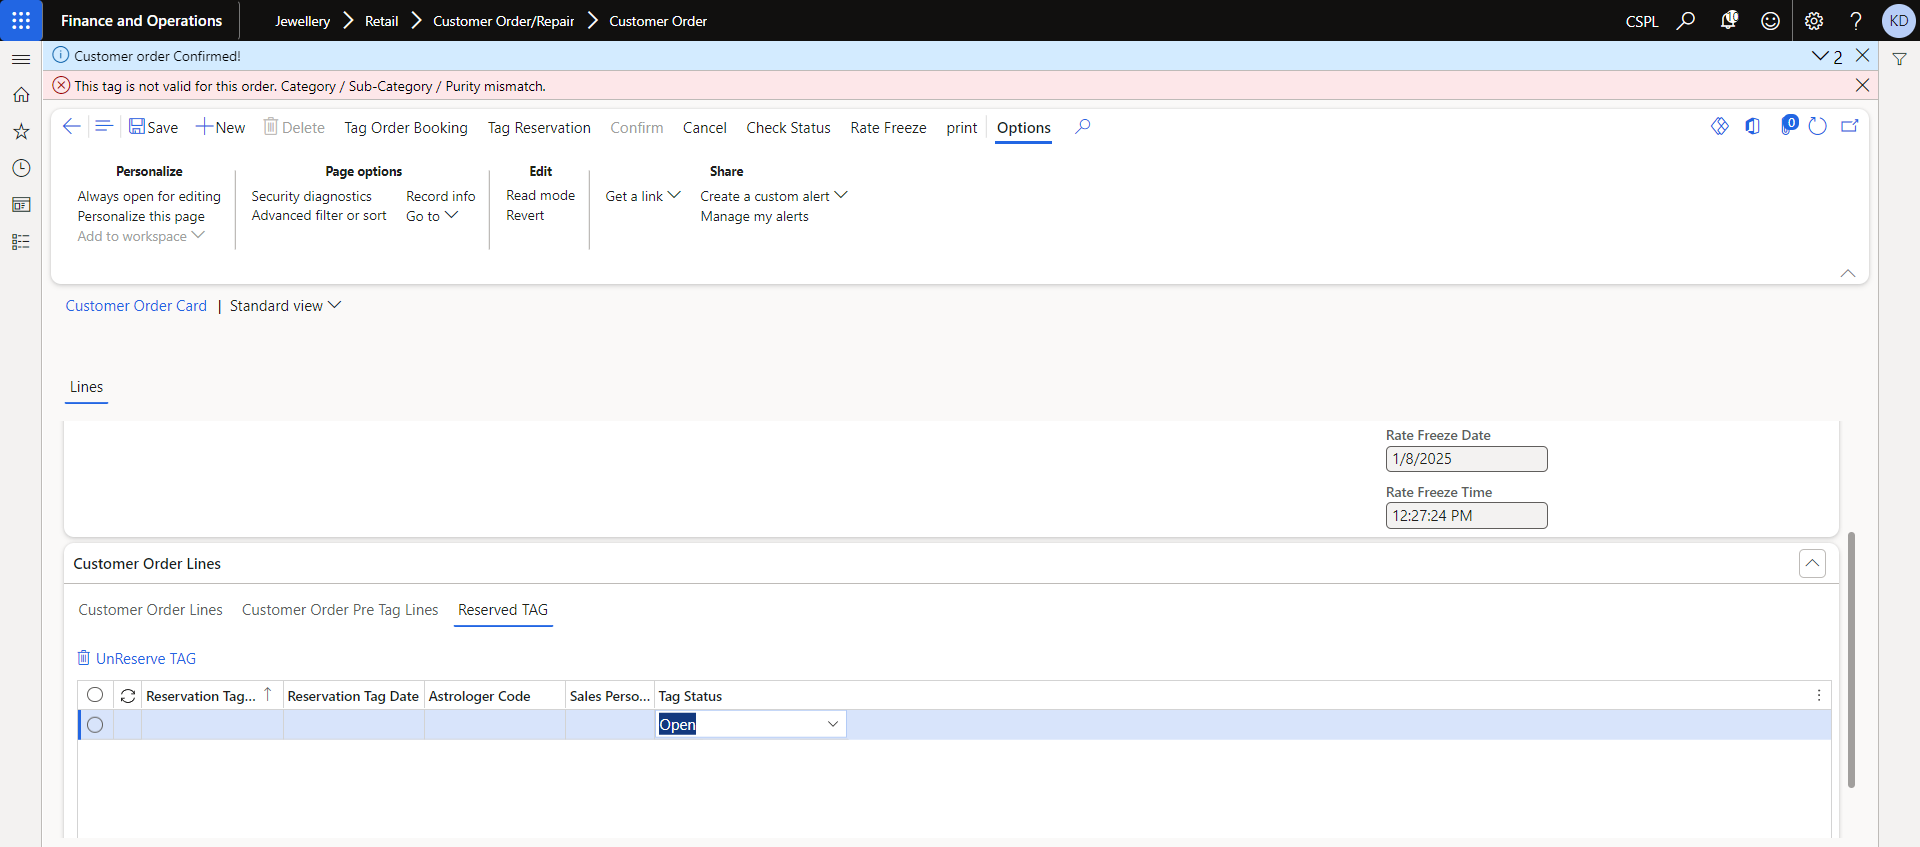 Finance and Operations
Jewellery
Retail
Customer Order/Repair
Customer Order
CSPL
KD
Customer order Confirmed!
2
This tag is not valid for this order. Category / Sub-Category / Purity mismatch.
Save
New
Delete
Tag Order Booking
Tag Reservation
Confirm
Cancel
Check Status
Rate Freeze
print
Options
0
Personalize
Always open for editing
Personalize this page
Add to workspace
Page options
Security diagnostics
Advanced filter or sort
Record info
Go to
Edit
Read mode
Revert
Share
Get a link
Create a custom alert
Manage my alerts
Customer Order Card | Standard view
Lines
Rate Freeze Date
1/8/2025
Rate Freeze Time
12:27:24 PM
Customer Order Lines
Customer Order Lines
Customer Order Pre Tag Lines
Reserved TAG
UnReserve TAG
Reservation Tag...
Reservation Tag Date
Astrologer Code
Sales Perso...
Tag Status
Open